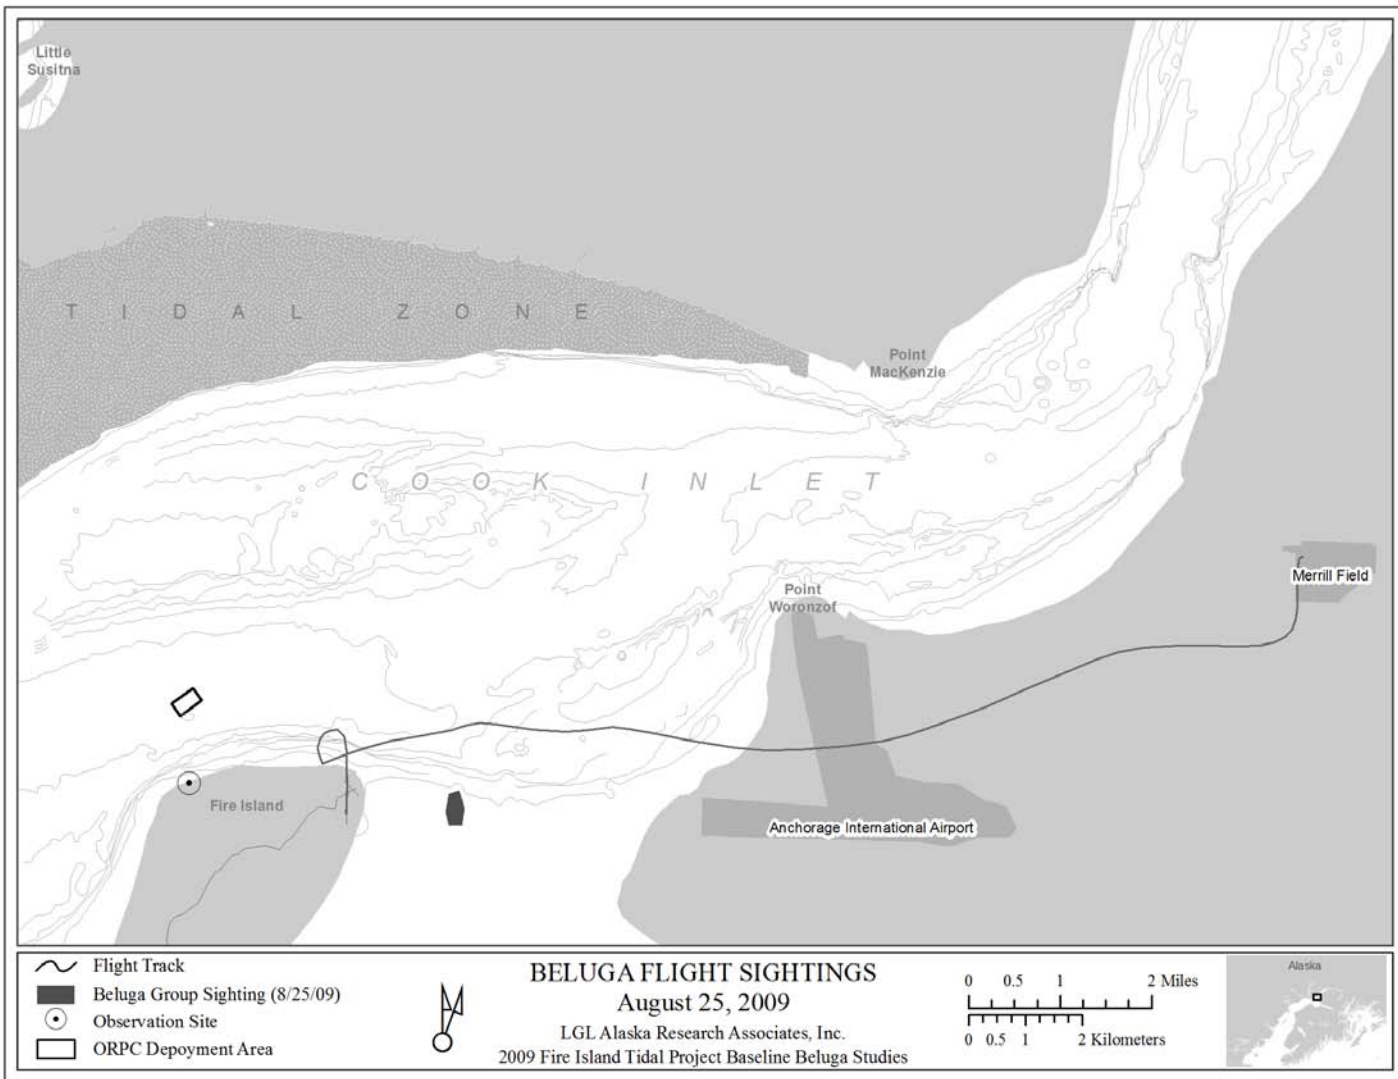 Little
Susitna
T I D A L Z O N E
Point
MacKenzie
C O O K I N L E T
Merrill Field
Point
Woronzof
Fire Island
Anchorage International Airport
Flight Track
Beluga Group Sighting (8/25/09)
Observation Site
ORPC Depoyment Area
N
BELUGA FLIGHT SIGHTINGS
August 25, 2009
LGL Alaska Research Associates, Inc.
2009 Fire Island Tidal Project Baseline Beluga Studies
0 0.5 1 2 Miles
0 0.5 1 2 Kilometers
Alaska